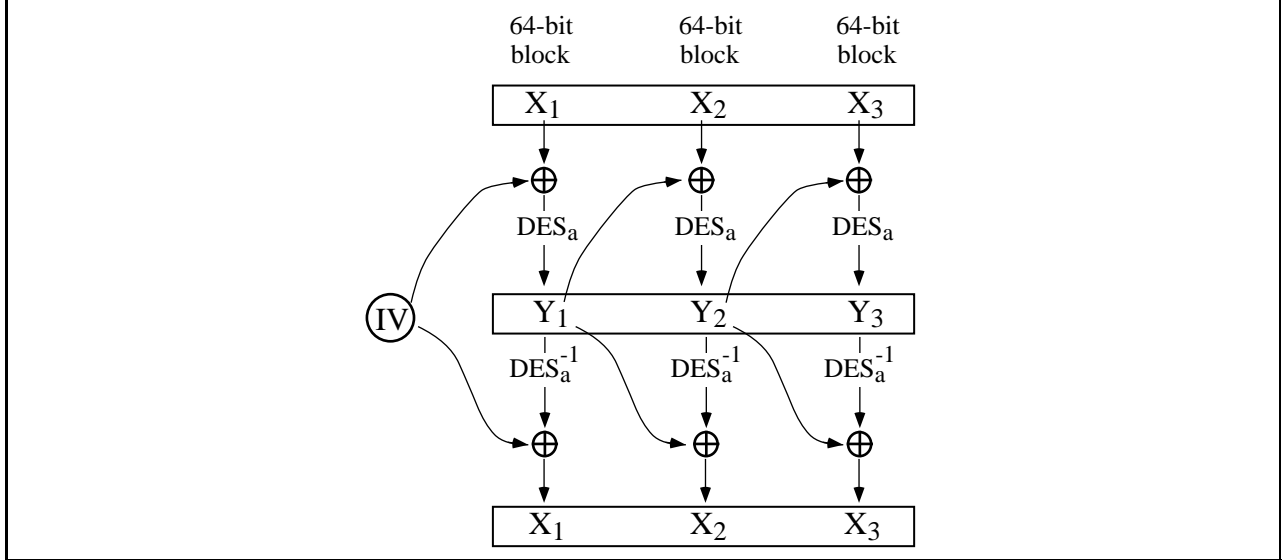 64-bit block 64-bit block 64-bit block
X1 X2 X3
DESa DESa DESa
IV
Y1 Y2 Y3
DESa-1 DESa-1 DESa-1
X1 X2 X3